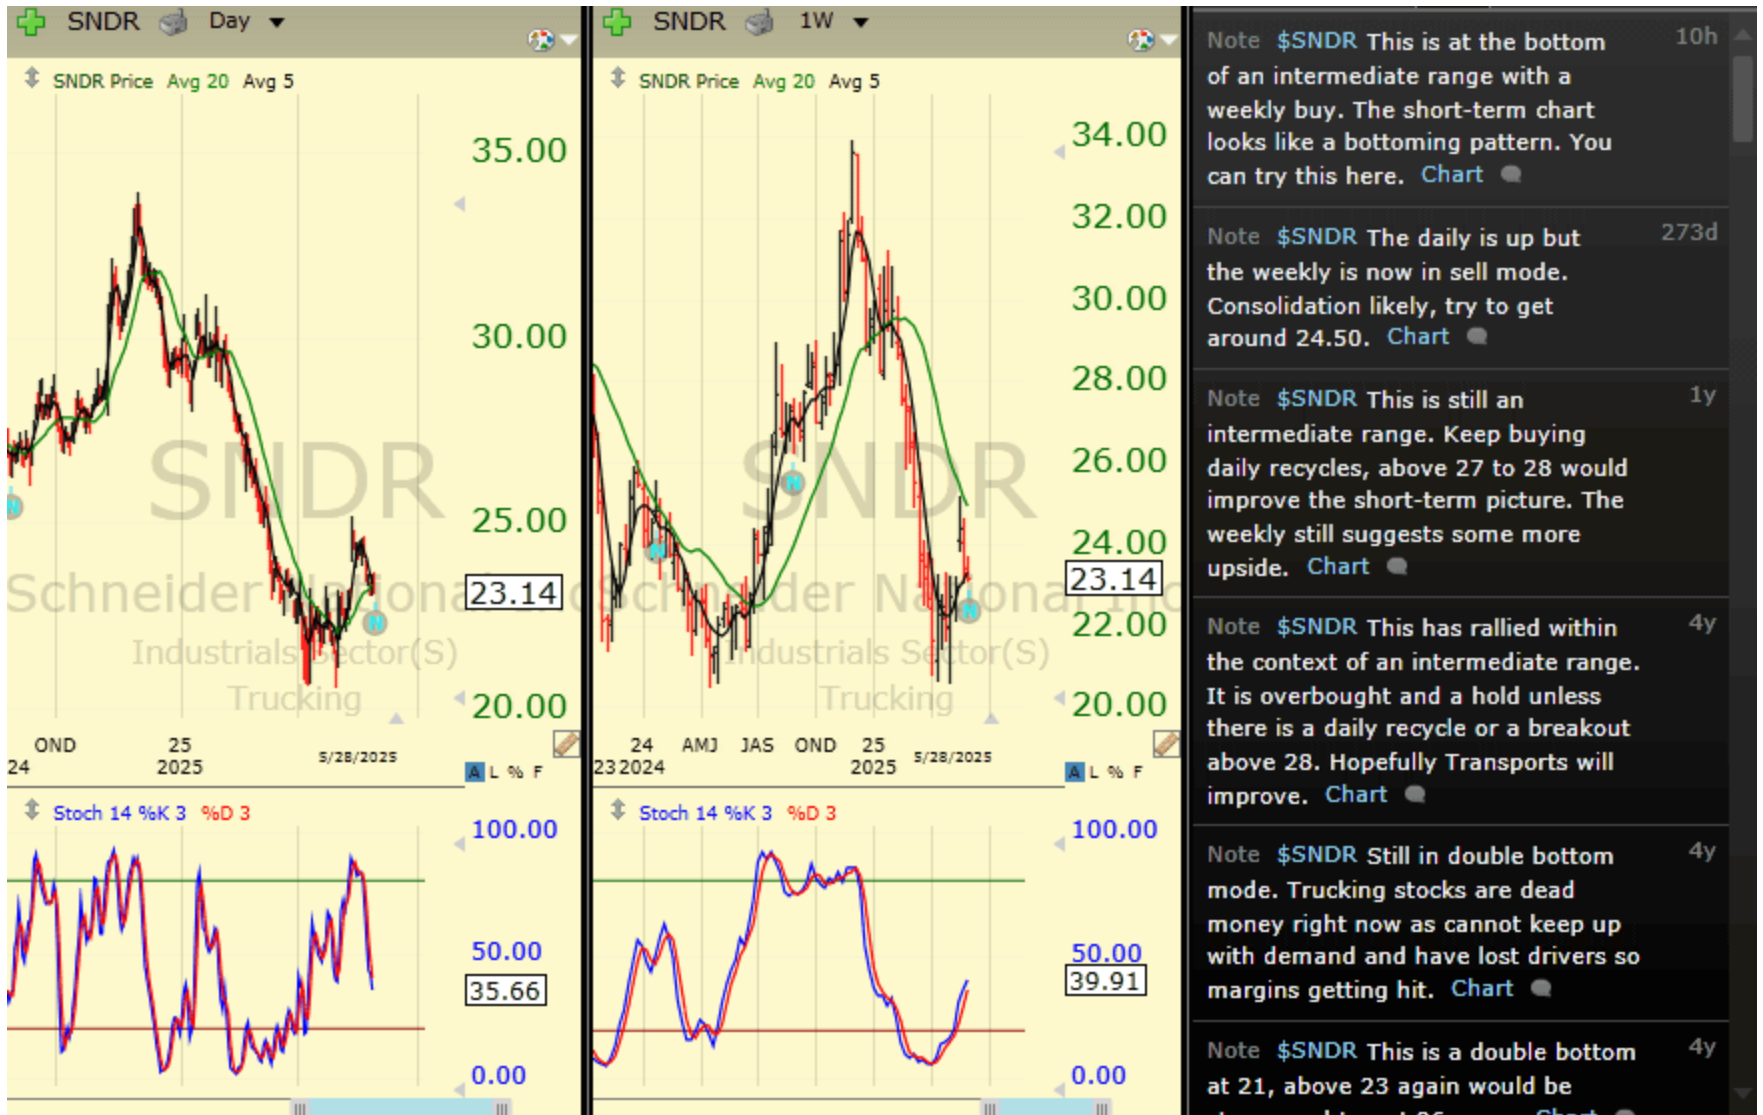 SNDR Day
SNDR Price Avg 20 Avg 5
35.00
30.00
25.00
23.14
20.00
SNDR
Schneider National Inc
Industrials Sector(S)
Trucking
N
N
OND 25
24 2025 5/28/2025
A L % F
Stoch 14 %K 3 %D 3
100.00
50.00
35.66
0.00
SNDR 1W
SNDR Price Avg 20 Avg 5
34.00
32.00
30.00
28.00
26.00
24.00
23.14
22.00
20.00
SNDR
Schneider National Inc
Industrials Sector(S)
Trucking
N
N
N
24 AMJ JAS OND 25
23 2024 2025 5/28/2025
A L % F
Stoch 14 %K 3 %D 3
100.00
50.00
39.91
0.00
Note $SNDR This is at the bottom 10h
of an intermediate range with a
weekly buy. The short-term chart
looks like a bottoming pattern. You
can try this here. Chart
Note $SNDR The daily is up but 273d
the weekly is now in sell mode.
Consolidation likely, try to get
around 24.50. Chart
Note $SNDR This is still an 1y
intermediate range. Keep buying
daily recycles, above 27 to 28 would
improve the short-term picture. The
weekly still suggests some more
upside. Chart
Note $SNDR This has rallied within 4y
the context of an intermediate range.
It is overbought and a hold unless
there is a daily recycle or a breakout
above 28. Hopefully Transports will
improve. Chart
Note $SNDR Still in double bottom 4y
mode. Trucking stocks are dead
money right now as cannot keep up
with demand and have lost drivers so
margins getting hit. Chart
Note $SNDR This is a double bottom 4y
at 21, above 23 again would be